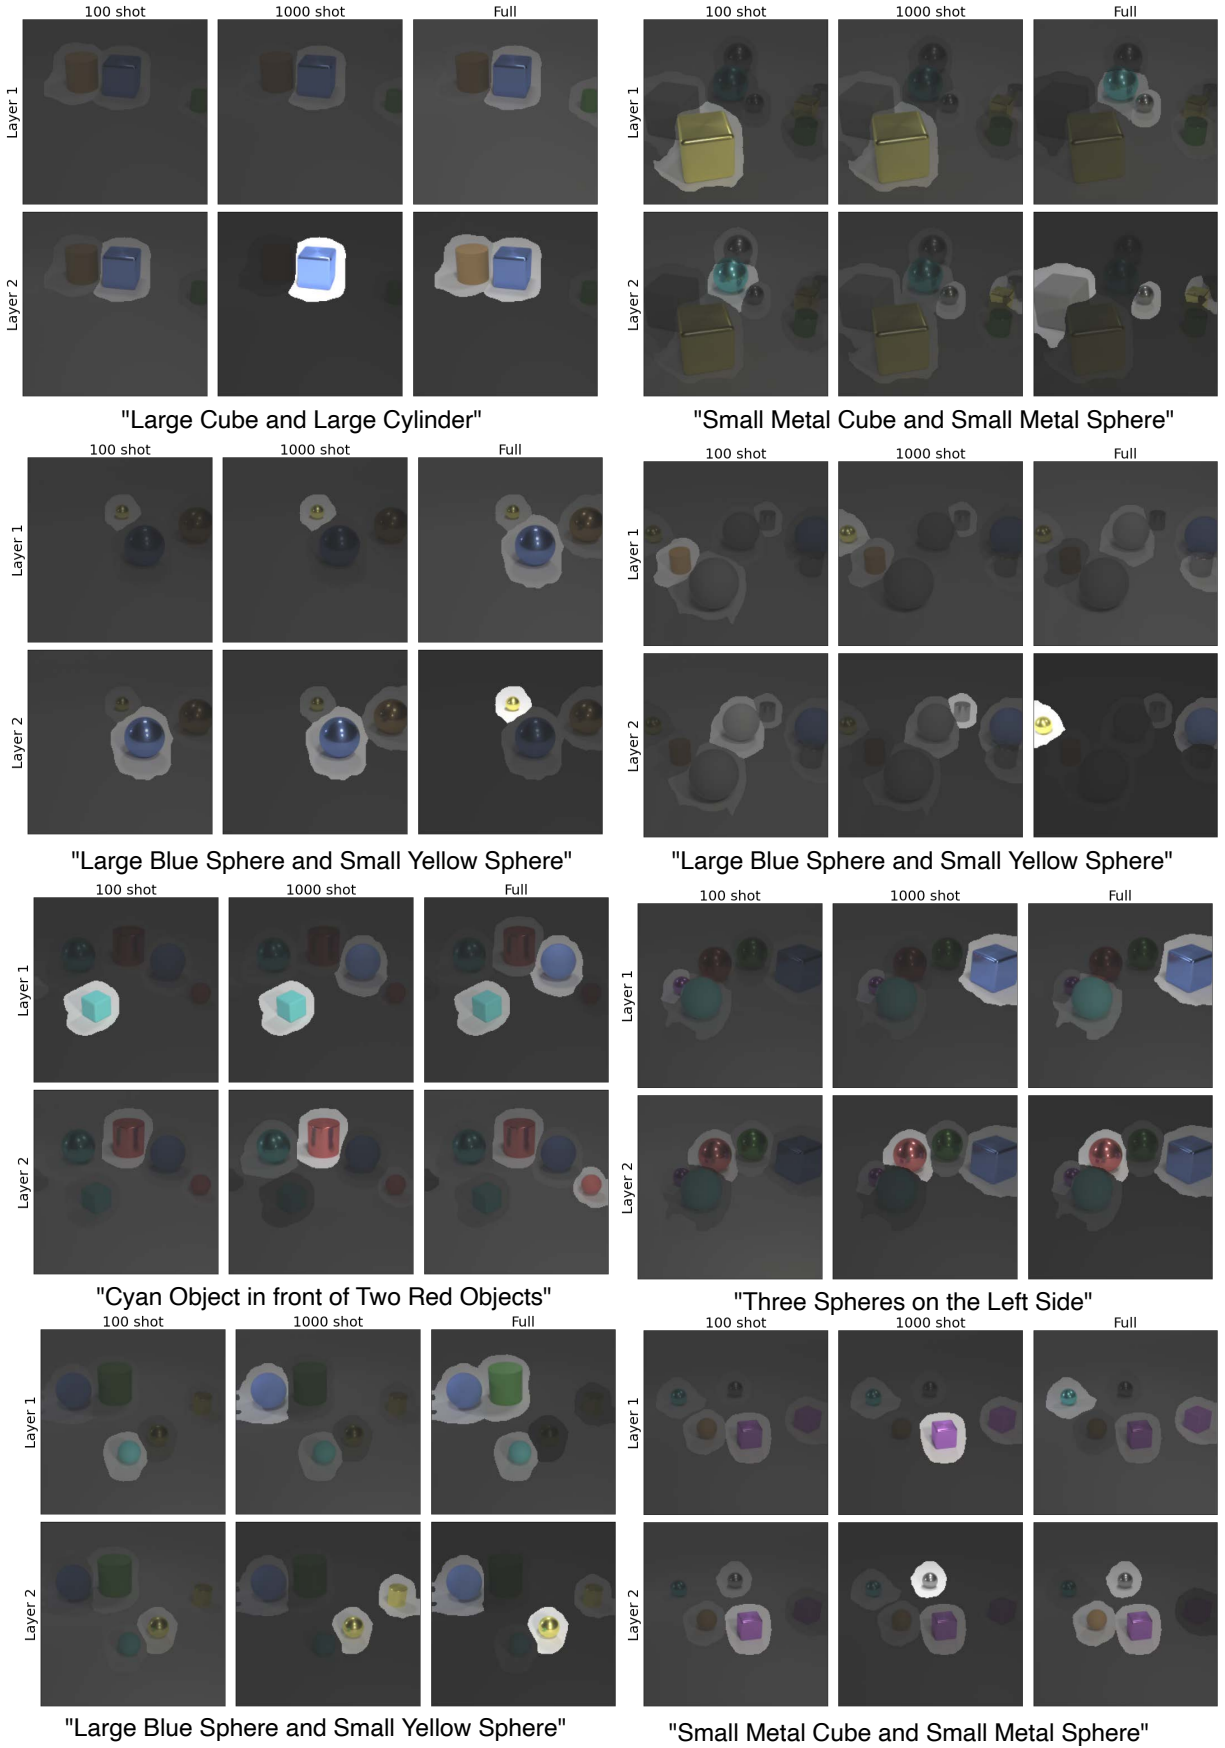 100 shot 1000 shot Full
Layer 1
Layer 2
"Large Cube and Large Cylinder"
100 shot 1000 shot Full
Layer 1
Layer 2
"Small Metal Cube and Small Metal Sphere"
100 shot 1000 shot Full
Layer 1
Layer 2
"Large Blue Sphere and Small Yellow Sphere"
100 shot 1000 shot Full
Layer 1
Layer 2
"Large Blue Sphere and Small Yellow Sphere"
100 shot 1000 shot Full
Layer 1
Layer 2
"Cyan Object in front of Two Red Objects"
100 shot 1000 shot Full
Layer 1
Layer 2
"Three Spheres on the Left Side"
100 shot 1000 shot Full
Layer 1
Layer 2
"Large Blue Sphere and Small Yellow Sphere"
100 shot 1000 shot Full
Layer 1
Layer 2
"Small Metal Cube and Small Metal Sphere"